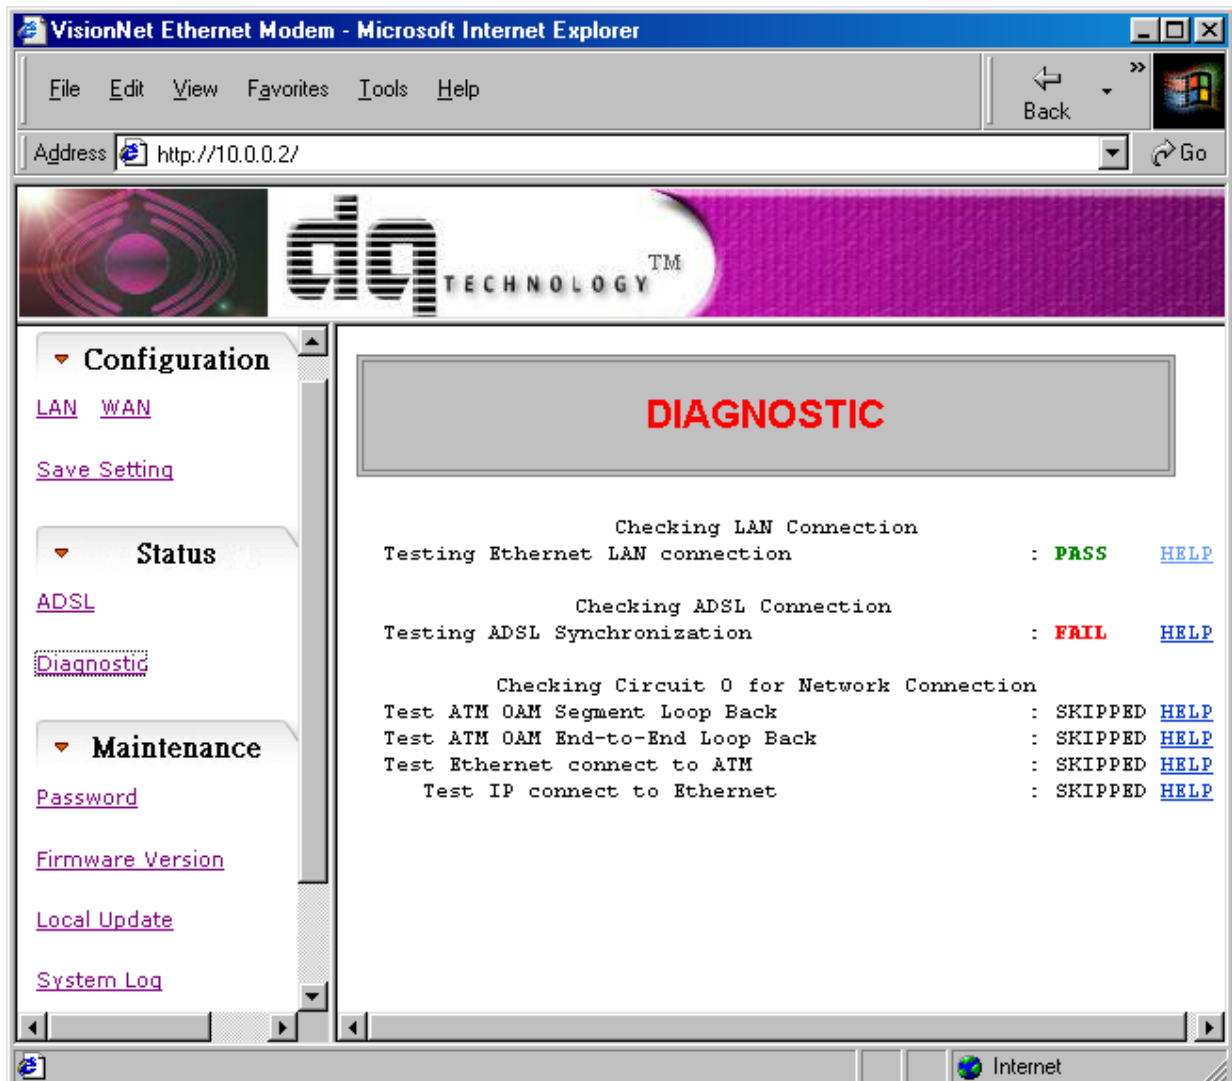 VisionNet Ethernet Modem - Microsoft Internet Explorer
File Edit View Favorites Tools Help
Back
Address http://10.0.0.2/ Go
dq TECHNOLOGY TM
Configuration
LAN WAN
Save Setting
Status
ADSL
Diagnostic
Maintenance
Password
Firmware Version
Local Update
System Log
DIAGNOSTIC
Checking LAN Connection
Testing Ethernet LAN connection : PASS HELP
Checking ADSL Connection
Testing ADSL Synchronization : FAIL HELP
Checking Circuit 0 for Network Connection
Test ATM OAM Segment Loop Back : SKIPPED HELP
Test ATM OAM End-to-End Loop Back : SKIPPED HELP
Test Ethernet connect to ATM : SKIPPED HELP
Test IP connect to Ethernet : SKIPPED HELP
Internet